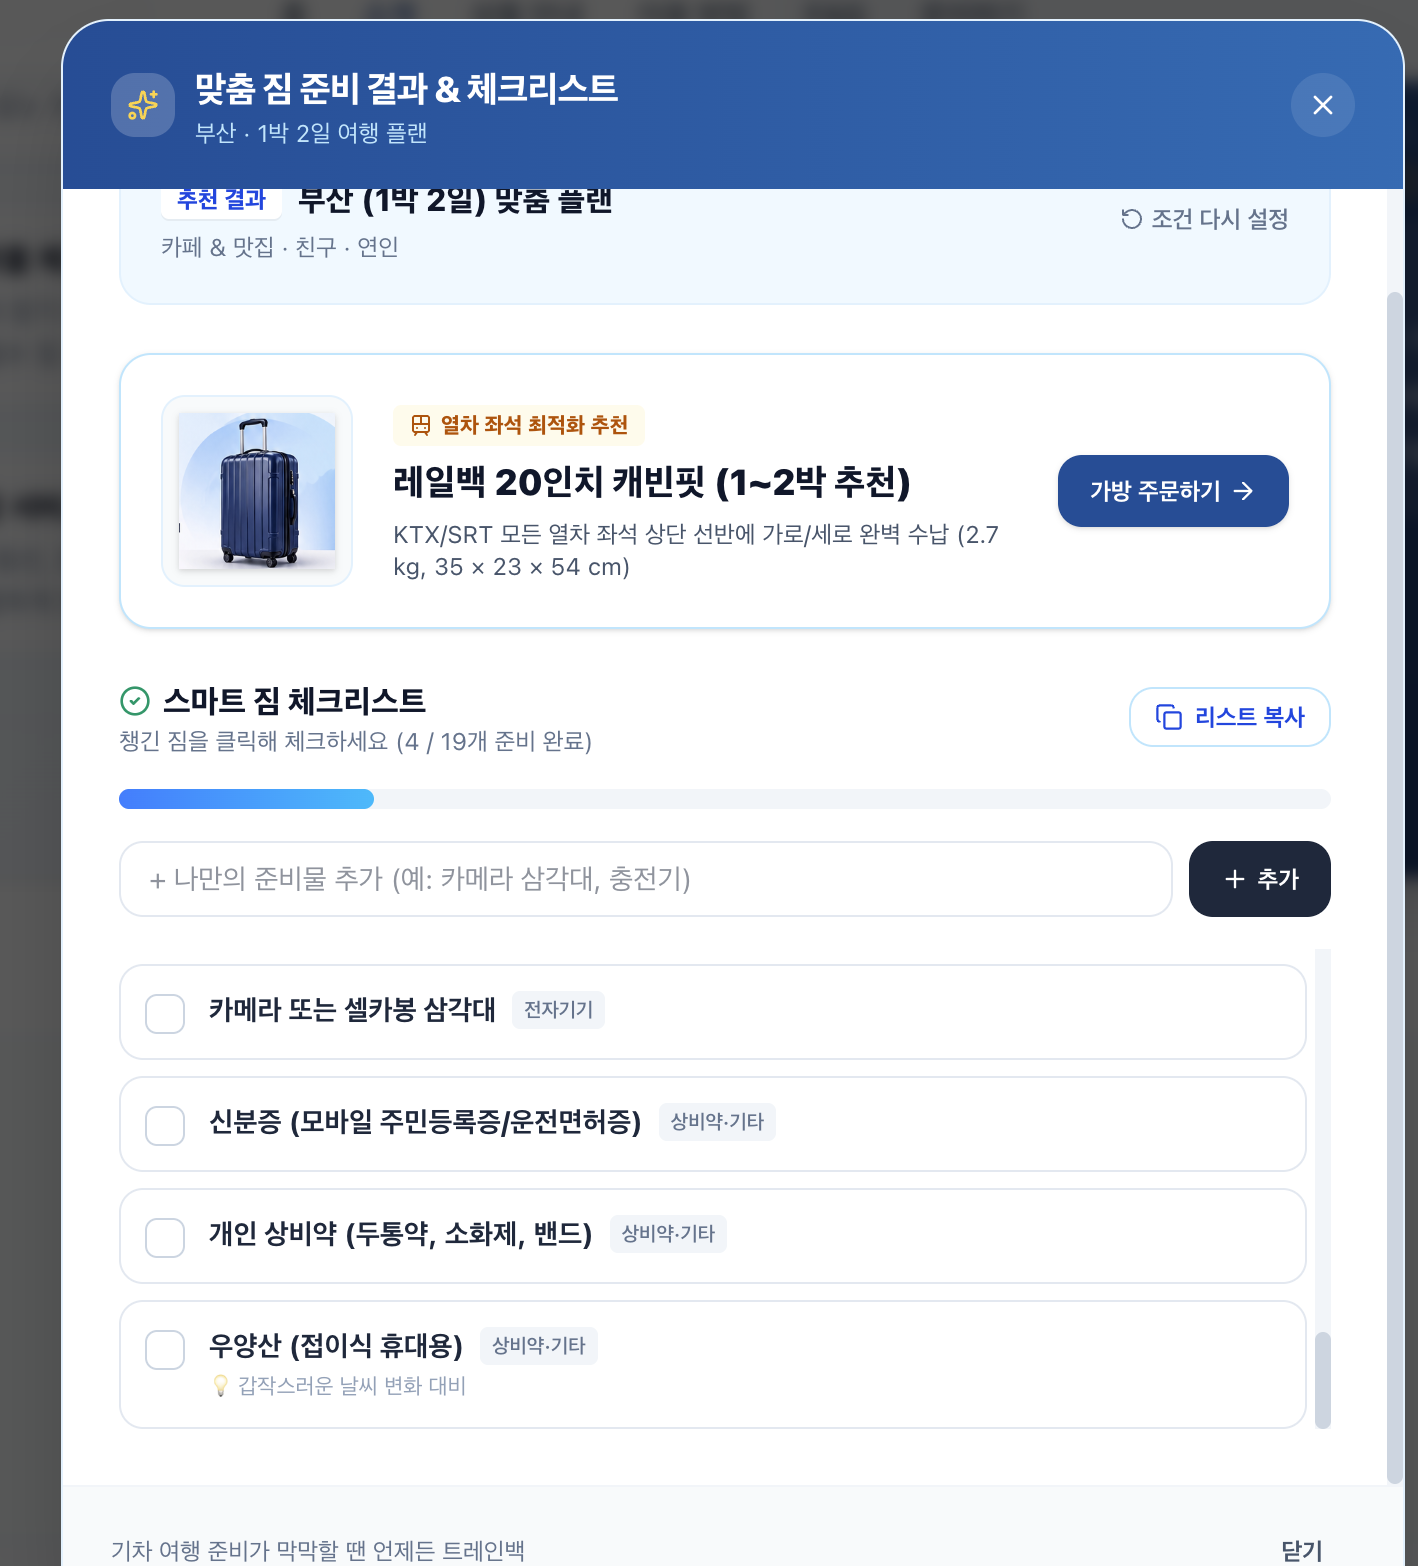 맞춤 짐 준비 결과 & 체크리스트
부산 · 1박 2일 여행 플랜
추천 결과 부산 (1박 2일) 맞춤 플랜
카페 & 맛집 · 친구 · 연인
조건 다시 설정
열차 좌석 최적화 추천
레일백 20인치 캐빈핏 (1~2박 추천)
KTX/SRT 모든 열차 좌석 상단 선반에 가로/세로 완벽 수납 (2.7
kg, 35 × 23 × 54 cm)
가방 주문하기
스마트 짐 체크리스트
챙긴 짐을 클릭해 체크하세요 (4 / 19개 준비 완료)
리스트 복사
+ 나만의 준비물 추가 (예: 카메라 삼각대, 충전기)
+ 추가
카메라 또는 셀카봉 삼각대 전자기기
신분증 (모바일 주민등록증/운전면허증) 상비약·기타
개인 상비약 (두통약, 소화제, 밴드) 상비약·기타
우양산 (접이식 휴대용) 상비약·기타
💡 갑작스러운 날씨 변화 대비
기차 여행 준비가 막막할 땐 언제든 트레인백
닫기